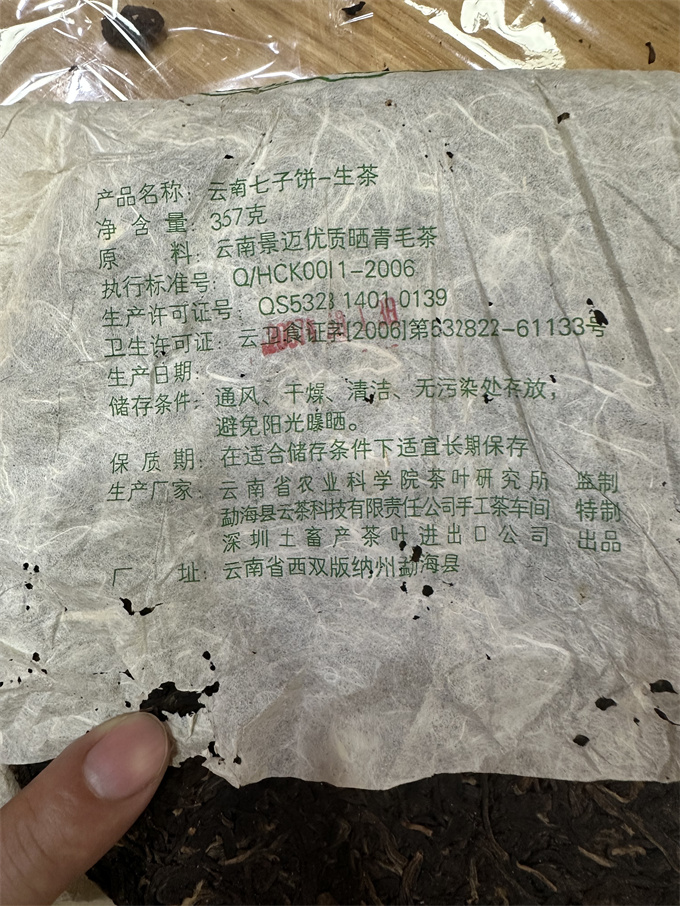 产品名称：云南七子饼-生茶
净含量：357克
原料：云南景迈优质晒青毛茶
执行标准号：Q/HCK0011-2006
生产许可证号：QS5323 1401 0139
卫生许可证：云卫食证字[2006]第532822-61133号
生产日期：
储存条件：通风、干燥、清洁、无污染处存放，
避免阳光曝晒。
保质期：在适合储存条件下适宜长期保存
生产厂家：云南省农业科学院茶叶研究所 监制
勐海县云茶科技有限责任公司手工茶车间 特制
深圳土畜产茶叶进出口公司 出品
厂址：云南省西双版纳州勐海县